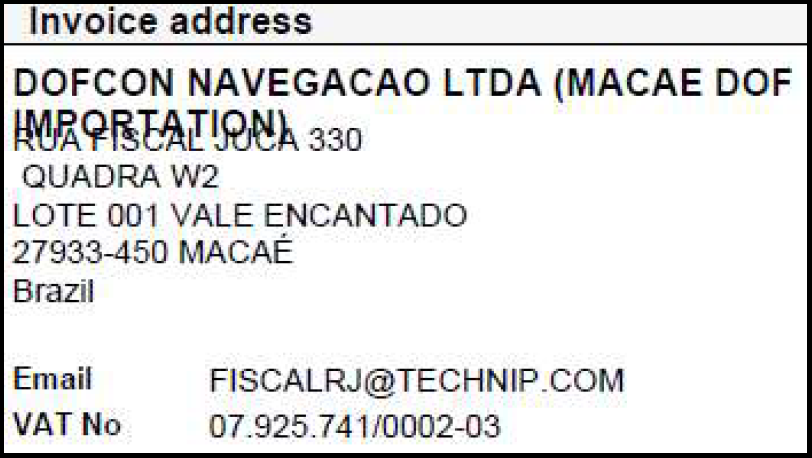 Invoice address
DOFCON NAVEGACAO LTDA (MACAE DOF
IMPORTATION)
RUA FISCAL JUCA 330
QUADRA W2
LOTE 001 VALE ENCANTADO
27933-450 MACAÉ
Brazil
Email FISCALRJ@TECHNIP.COM
VAT No 07.925.741/0002-03